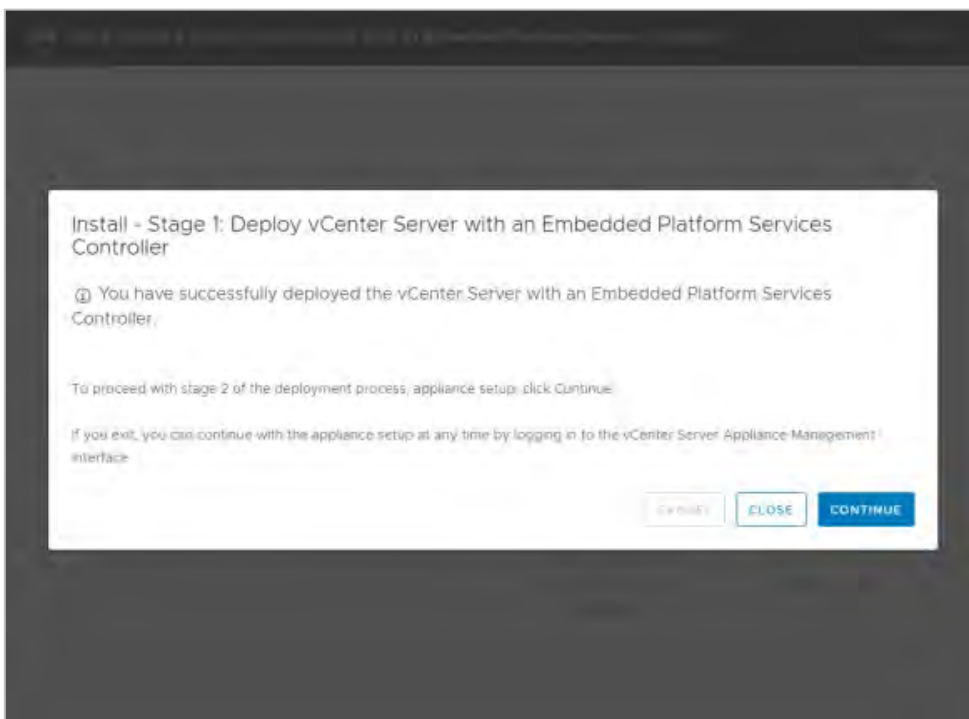 Install - Stage 1: Deploy vCenter Server with an Embedded Platform Services
Controller
You have successfully deployed the vCenter Server with an Embedded Platform Services
Controller.
To proceed with stage 2 of the deployment process, appliance setup, click Continue.
If you exit, you can continue with the appliance setup at any time by logging in to the vCenter Server Appliance Management
Interface
CANCEL CLOSE CONTINUE